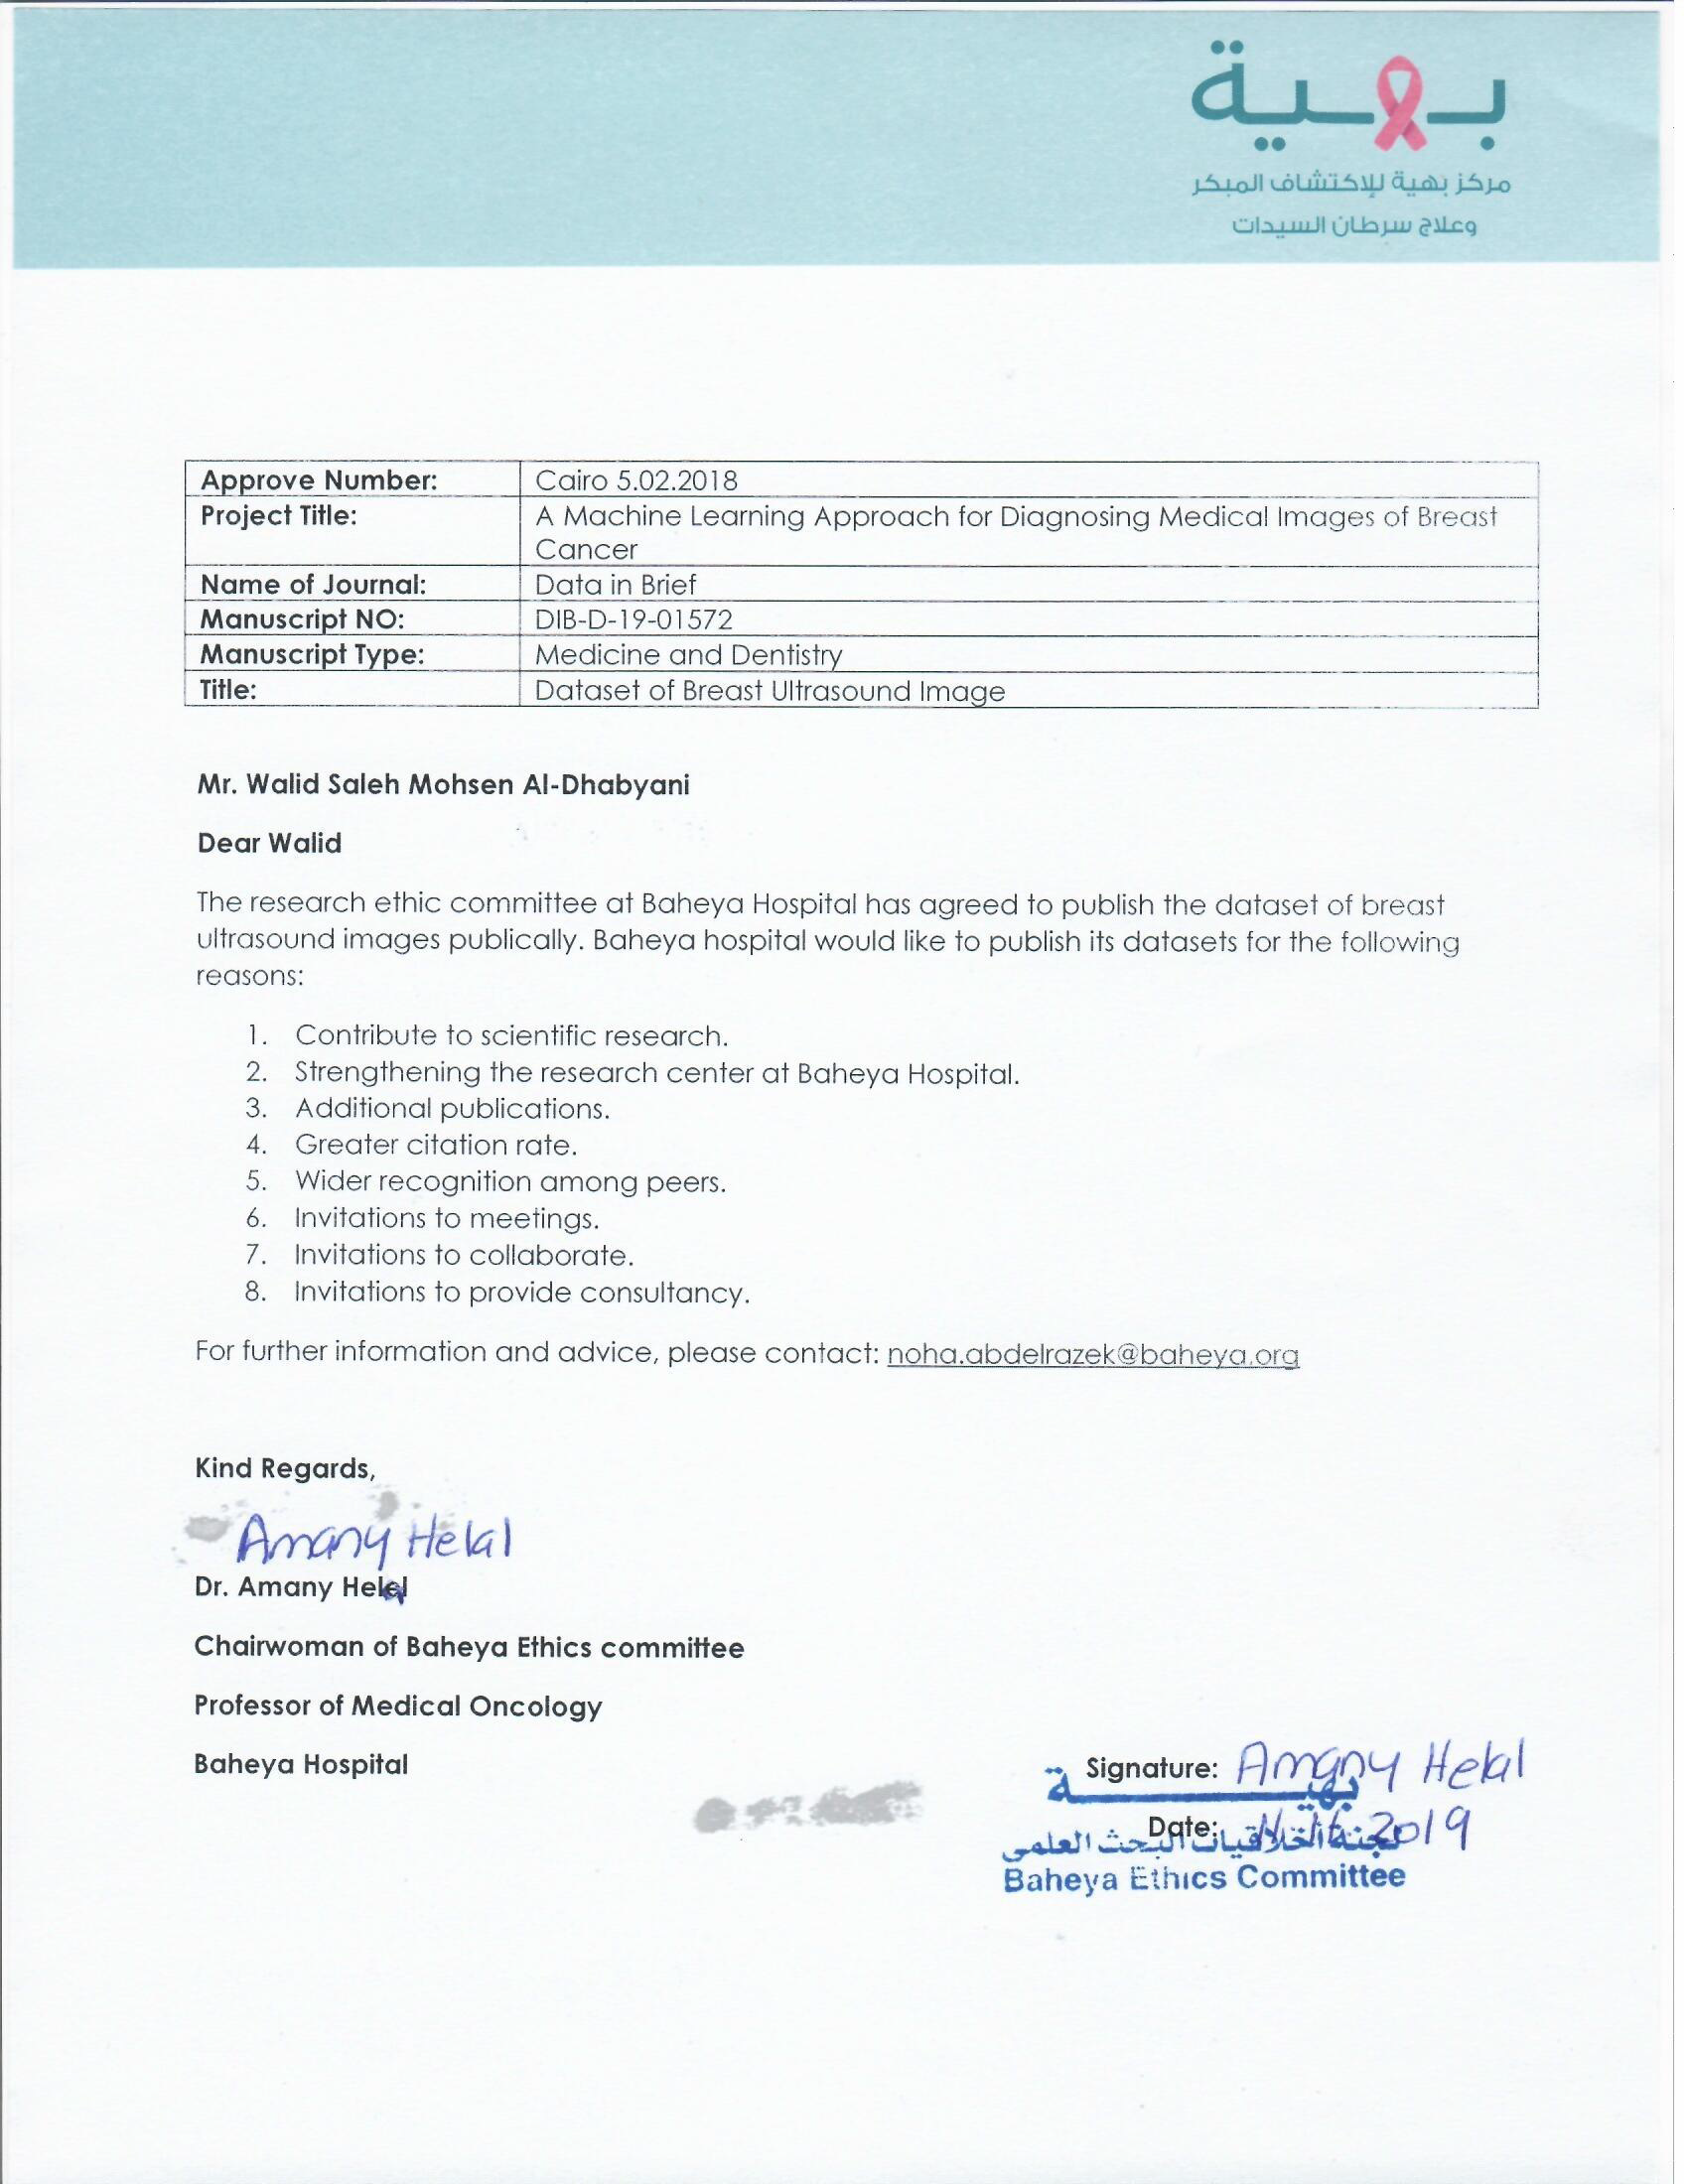 بهية
مركز بهية للاكتشاف المبكر
وعلاج سرطان السيدات
Approve Number: Cairo 5.02.2018
Project Title: A Machine Learning Approach for Diagnosing Medical Images of Breast
Cancer
Name of Journal: Data in Brief
Manuscript NO: DIB-D-19-01572
Manuscript Type: Medicine and Dentistry
Title: Dataset of Breast Ultrasound Image
Mr. Walid Saleh Mohsen Al-Dhabyani
Dear Walid
The research ethic committee at Baheya Hospital has agreed to publish the dataset of breast
ultrasound images publically. Baheya hospital would like to publish its datasets for the following
reasons:
1. Contribute to scientific research.
2. Strengthening the research center at Baheya Hospital.
3. Additional publications.
4. Greater citation rate.
5. Wider recognition among peers.
6. Invitations to meetings.
7. Invitations to collaborate.
8. Invitations to provide consultancy.
For further information and advice, please contact: noha.abdelrazek@baheya.org
Kind Regards,
Amany Helal
Dr. Amany Helal
Chairwoman of Baheya Ethics committee
Professor of Medical Oncology
Baheya Hospital
Signature: Amany Helal
بهية
Date: 2019
لجنة اخلاقيات البحث العلمى
Baheya Ethics Committee